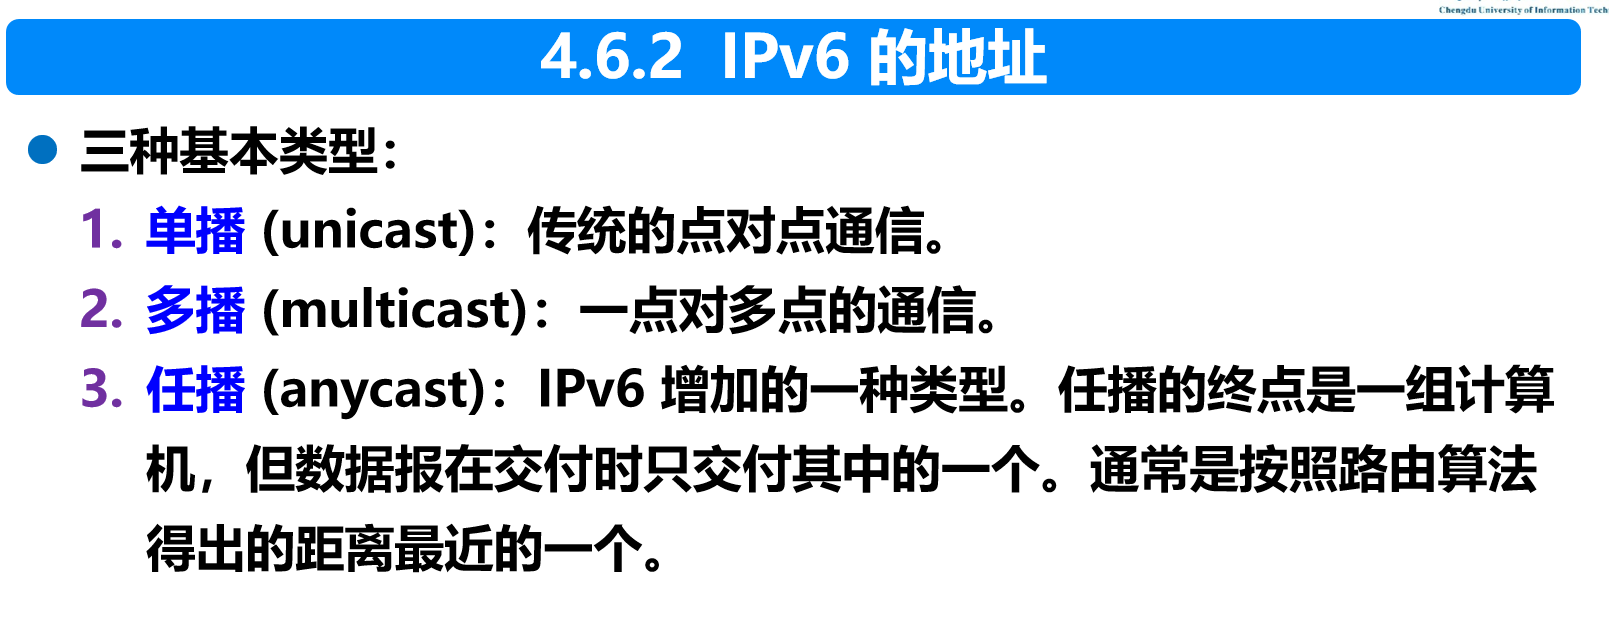 Chengdu University of Information Tech
4.6.2 IPv6 的地址
三种基本类型：
1. 单播 (unicast)：传统的点对点通信。
2. 多播 (multicast)：一点对多点的通信。
3. 任播 (anycast)：IPv6 增加的一种类型。任播的终点是一组计算
机，但数据报在交付时只交付其中的一个。通常是按照路由算法
得出的距离最近的一个。